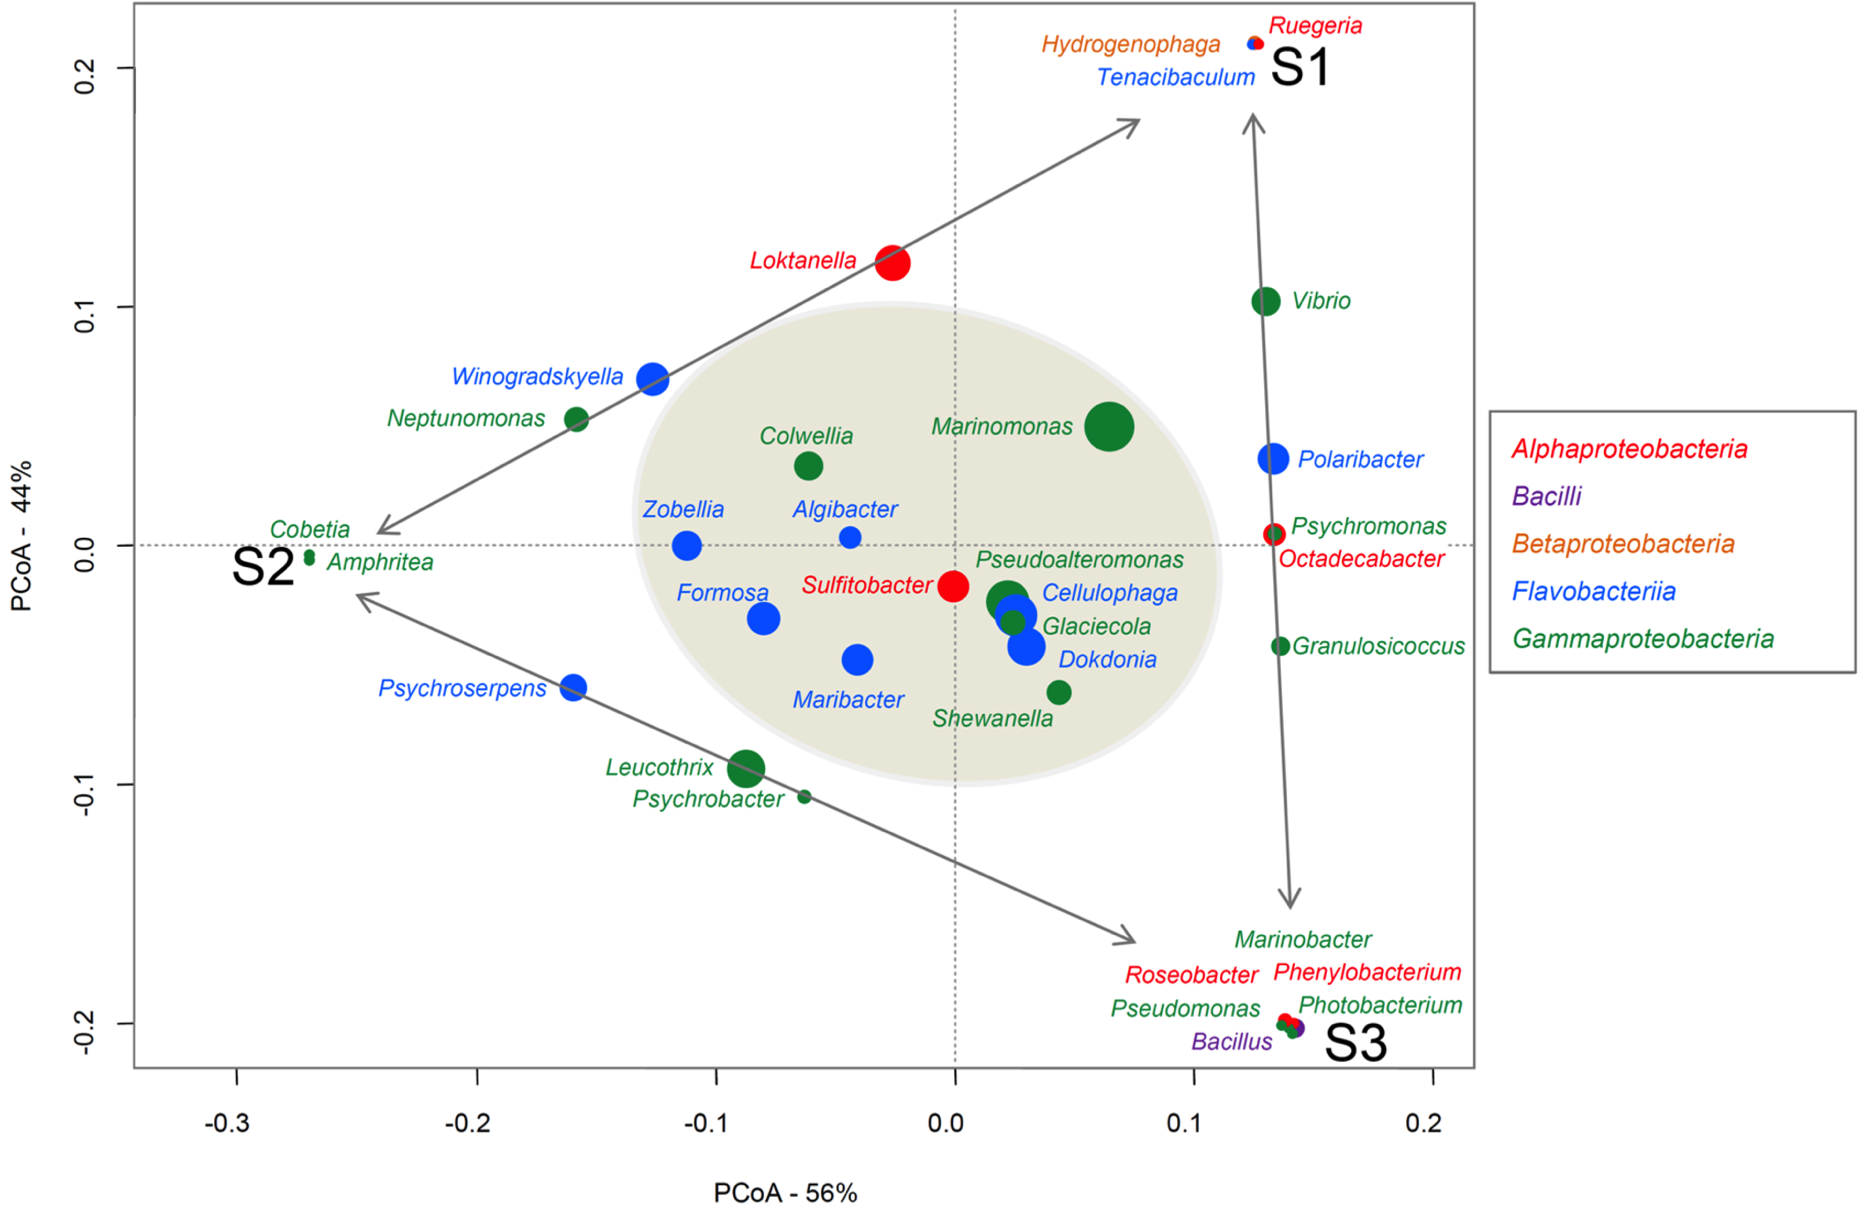 Ruegeria
Hydrogenophaga
S1
Tenacibaculum
0.2
Loktanella
0.1
Vibrio
Winogradskyella
Neptunomonas
Marinomonas
Colwellia
Polaribacter
Zobellia
Algibacter
Cobetia
Psychromonas
0.0
S2
Amphritea
Pseudoalteromonas
Octadecabacter
Sulfitobacter
Formosa
Cellulophaga
Glaciecola
Granulosicoccus
Dokdonia
Psychroserpens
Maribacter
Shewanella
Leucothrix
-0.1
Psychrobacter
Marinobacter
Roseobacter
Phenylobacterium
Pseudomonas
Photobacterium
-0.2
Bacillus
S3
PCoA - 44%
-0.3
-0.2
-0.1
0.0
0.1
0.2
PCoA - 56%
Alphaproteobacteria
Bacilli
Betaproteobacteria
Flavobacteriia
Gammaproteobacteria